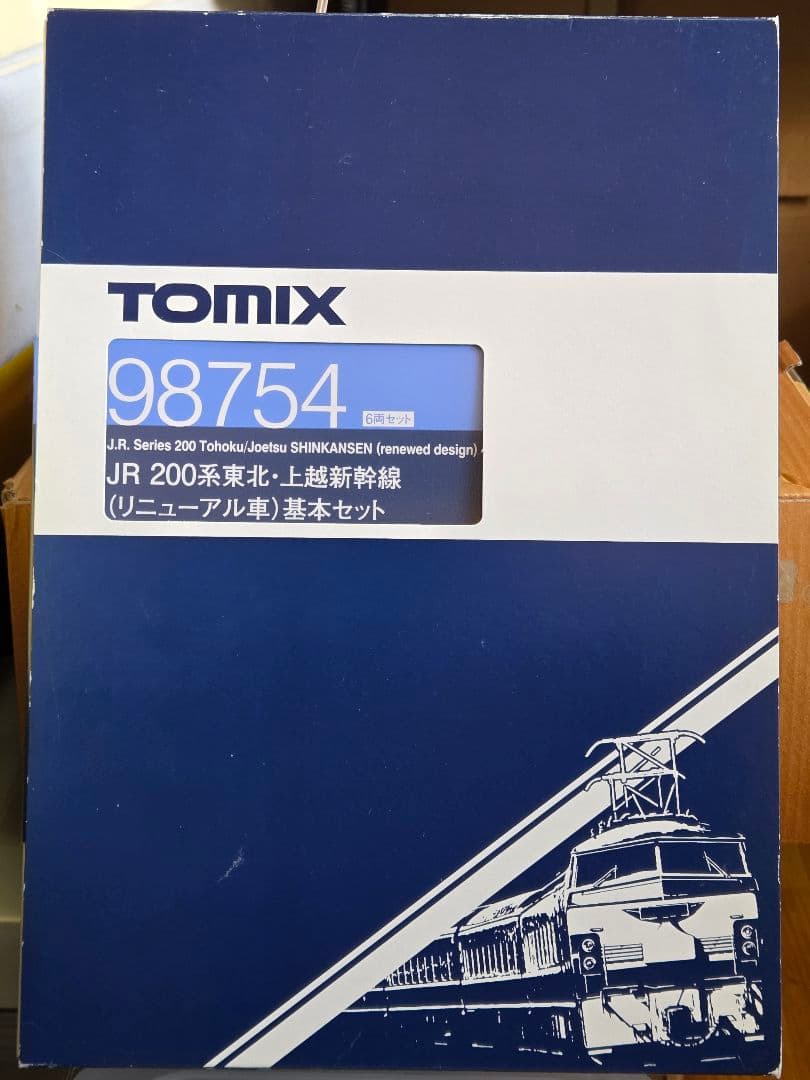 TOMIX
98754 6両セット
J.R. Series 200 Tohoku/Joetsu SHINKANSEN (renewed design)
JR 200系東北・上越新幹線
(リニューアル車)基本セット